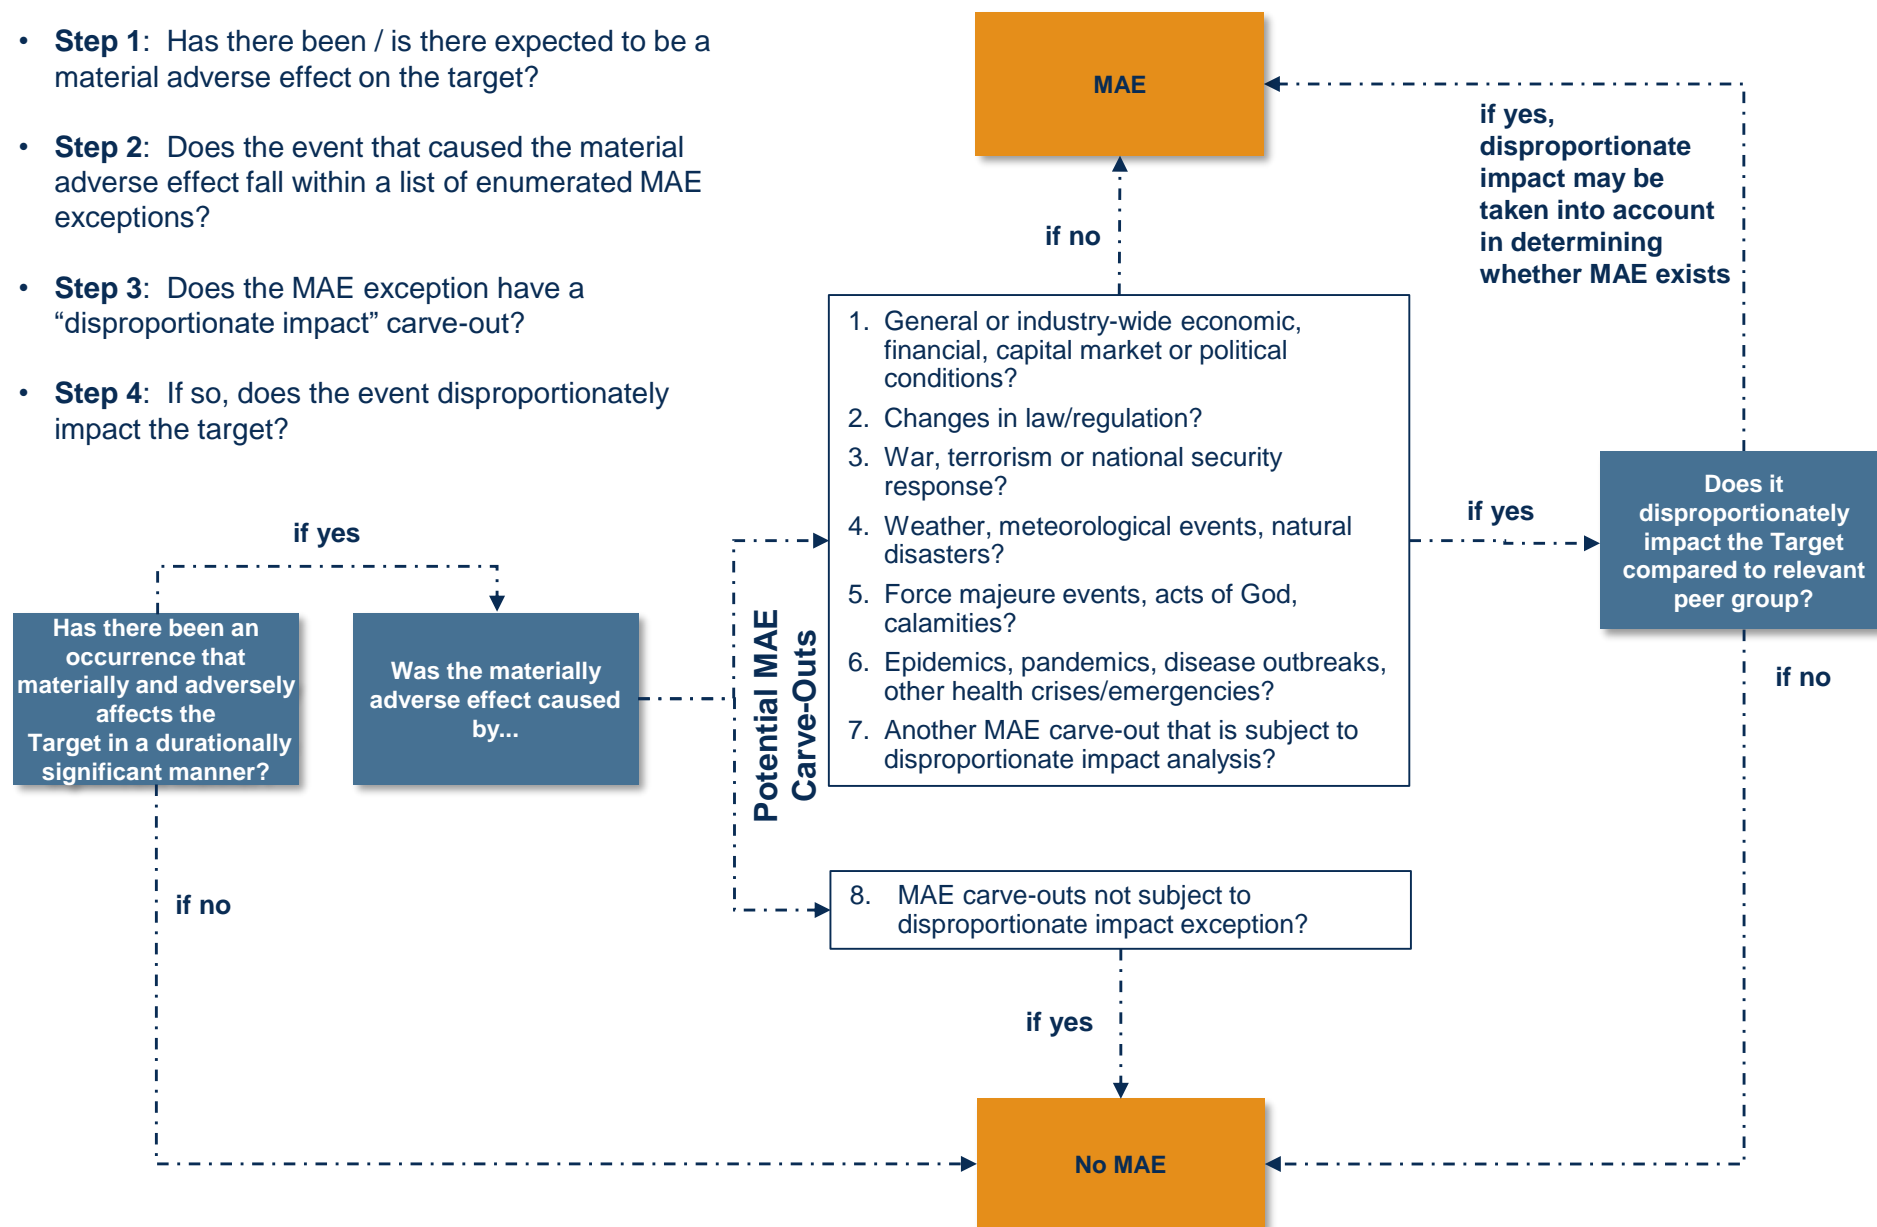 • Step 1:  Has there been / is there expected to be a
material adverse effect on the target?
• Step 2:  Does the event that caused the material
adverse effect fall within a list of enumerated MAE
exceptions?
• Step 3:  Does the MAE exception have a
“disproportionate impact” carve-out?
• Step 4:  If so, does the event disproportionately
impact the target?
MAE
if yes,
disproportionate
impact may be
taken into account
in determining
whether MAE exists
if no
1. General or industry-wide economic,
financial, capital market or political
conditions?
2. Changes in law/regulation?
3. War, terrorism or national security
response?
4. Weather, meteorological events, natural
disasters?
5. Force majeure events, acts of God,
calamities?
6. Epidemics, pandemics, disease outbreaks,
other health crises/emergencies?
7. Another MAE carve-out that is subject to
disproportionate impact analysis?
if yes
Does it
disproportionately
impact the Target
compared to relevant
peer group?
if yes
Has there been an
occurrence that
materially and adversely
affects the
Target in a durationally
significant manner?
Was the materially
adverse effect caused
by...
Potential MAE
Carve-Outs
if no
if no
8. MAE carve-outs not subject to
disproportionate impact exception?
if yes
No MAE